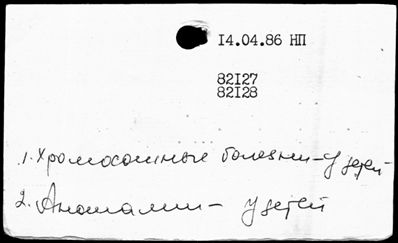 14.04.86 НП
82127
82128
1. Хромосомные болезни - у детей
2. Аномалии - у детей